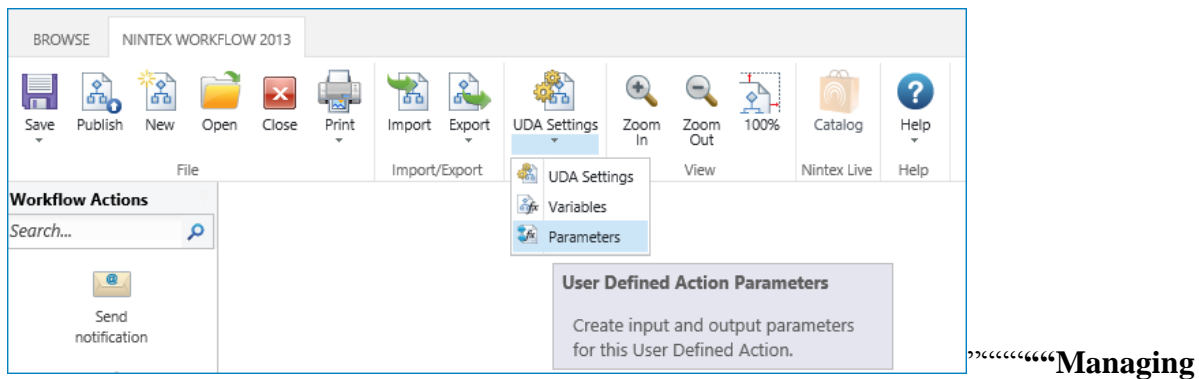 BROWSE NINTEX WORKFLOW 2013
Save Publish New Open Close Print Import Export UDA Settings Zoom In Zoom Out 100% Catalog Help
File Import/Export View Nintex Live Help
UDA Settings
Variables
Parameters
Workflow Actions
Search...
Send
notification
User Defined Action Parameters
Create input and output parameters
for this User Defined Action.
”“““““““Managing